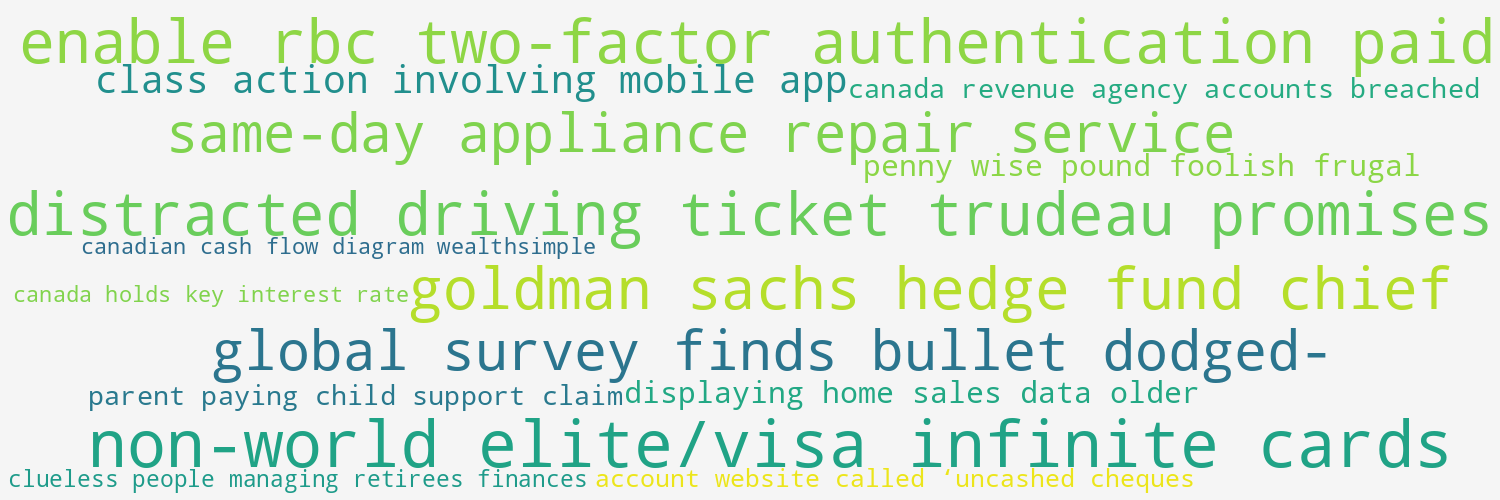 enable rbc two-factor authentication paid
class action involving mobile app
canada revenue agency accounts breached
same-day appliance repair service
penny wise pound foolish frugal
distracted driving ticket trudeau promises
canadian cash flow diagram wealthsimple
goldman sachs hedge fund chief
canada holds key interest rate
global survey finds bullet dodged-
parent paying child support claim
displaying home sales data older
non-world elite/visa infinite cards
clueless people managing retirees finances
account website called ‘uncashed cheques